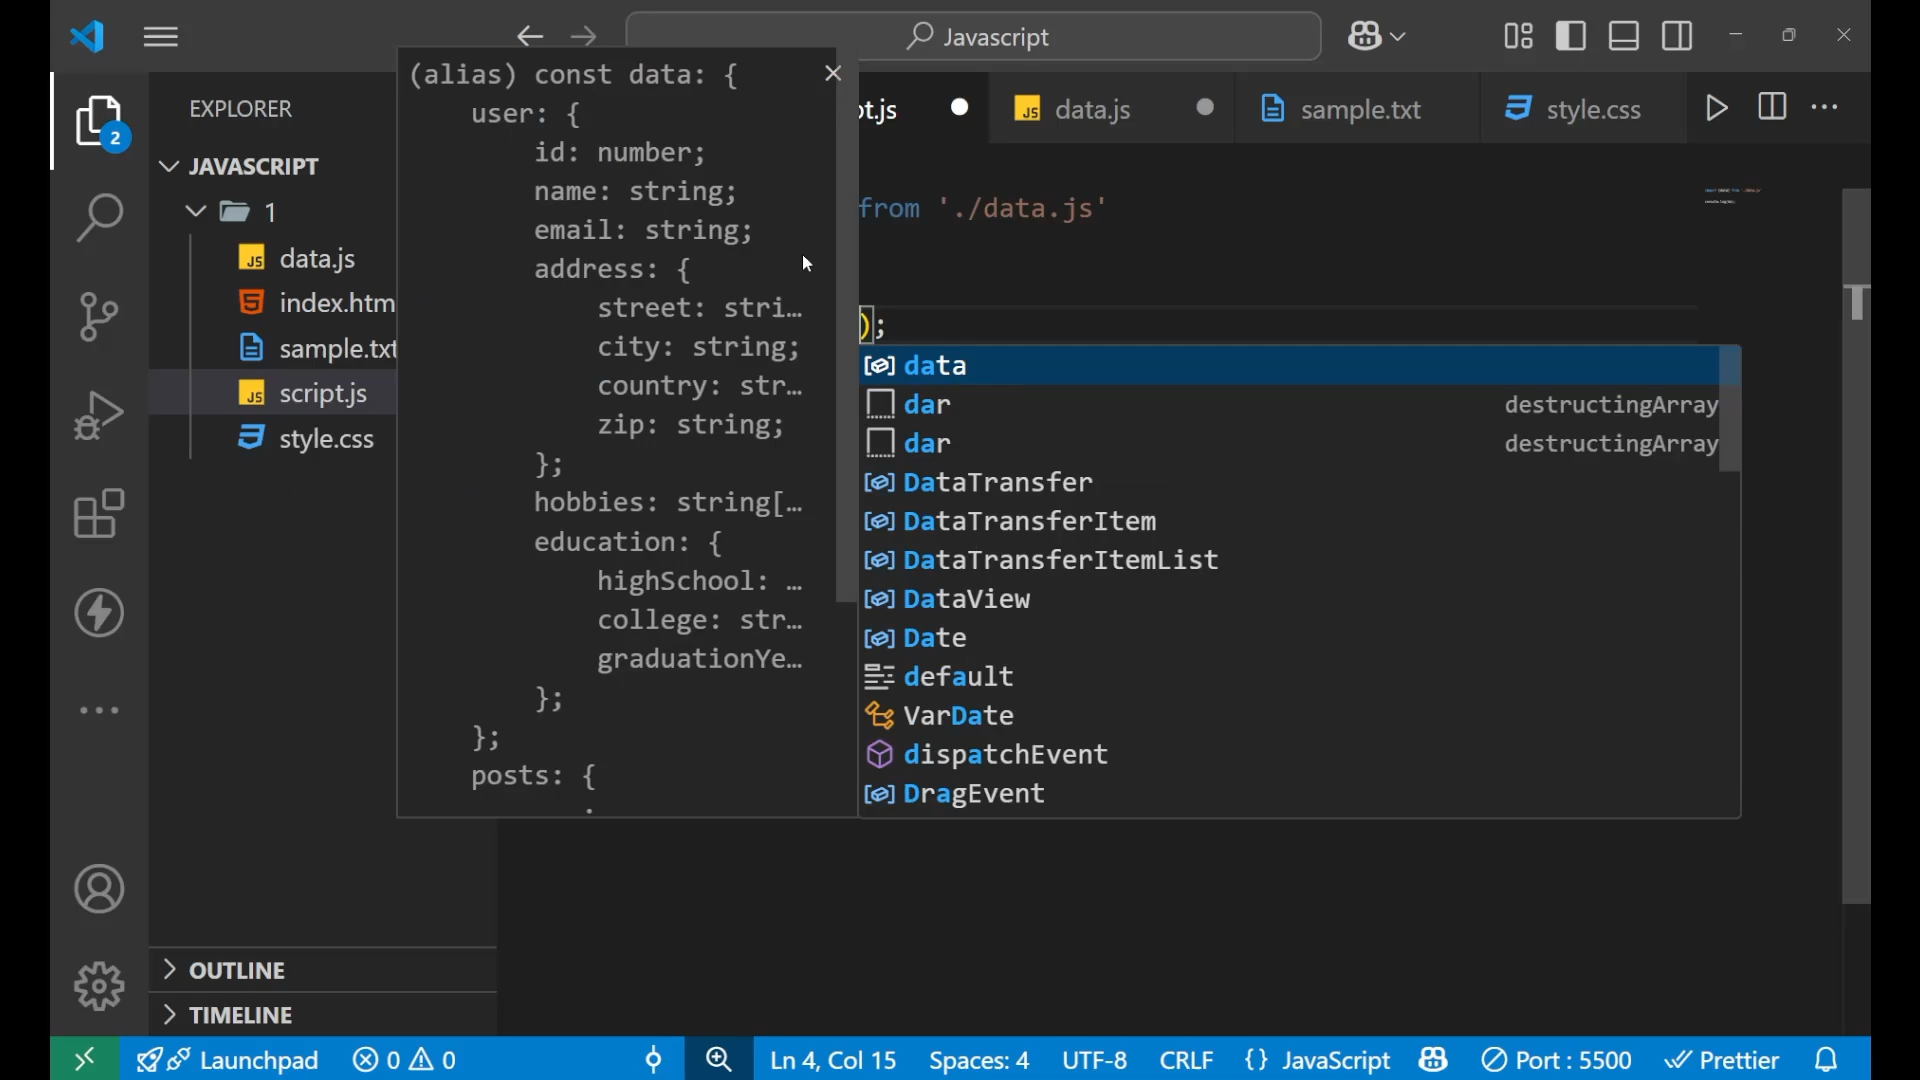 Javascript
EXPLORER
JAVASCRIPT
1
data.js
index.htm
sample.txt
script.js
style.css
OUTLINE
TIMELINE
2
(alias) const data: {
user: {
id: number;
name: string;
email: string;
address: {
street: stri…
city: string;
country: str…
zip: string;
};
hobbies: string[…
education: {
highSchool: …
college: str…
graduationYe…
};
};
posts: {
pt.js
data.js
sample.txt
style.css
from './data.js'
);
data
dar destructingArray
dar destructingArray
DataTransfer
DataTransferItem
DataTransferItemList
DataView
Date
default
VarDate
dispatchEvent
DragEvent
Launchpad 0 0 Ln 4, Col 15 Spaces: 4 UTF-8 CRLF {} JavaScript Port : 5500 Prettier